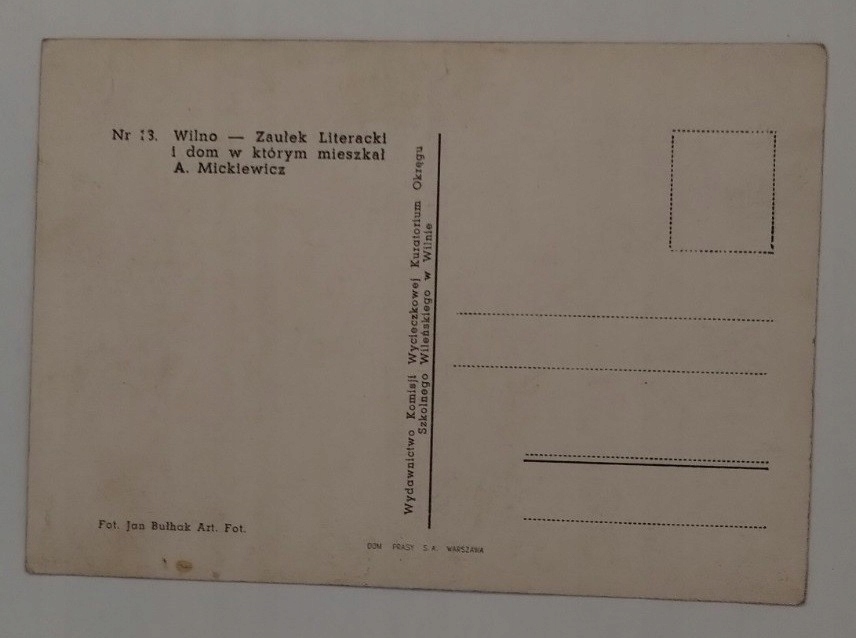 Nr 13. Wilno — Zaułek Literacki
i dom w którym mieszkał
A. Mickiewicz
Wydawnictwo Komisji Wycieczkowej Kuratorium Okręgu
Szkolnego Wileńskiego w Wilnie
Fot. Jan Bułhak Art. Fot.
DOM PRASY S.A. WARSZAWA